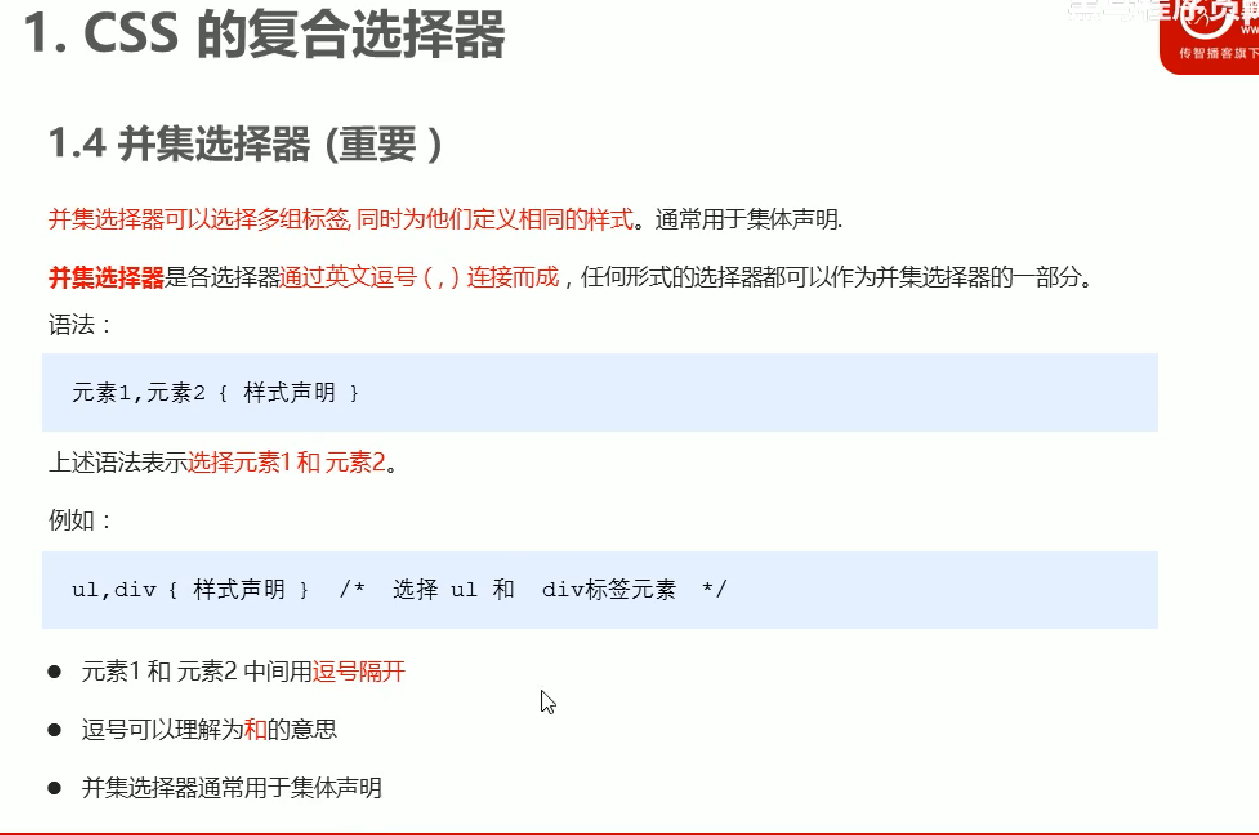 1. CSS 的复合选择器
传智播客旗下
1.4 并集选择器 (重要 )
并集选择器可以选择多组标签, 同时为他们定义相同的样式。通常用于集体声明.
并集选择器是各选择器通过英文逗号 ( , ) 连接而成 , 任何形式的选择器都可以作为并集选择器的一部分。
语法 :
元素1,元素2 { 样式声明 }
上述语法表示选择元素1 和 元素2。
例如 :
ul,div { 样式声明 }  /*  选择 ul 和  div标签元素  */
● 元素1 和 元素2 中间用逗号隔开
● 逗号可以理解为和的意思
● 并集选择器通常用于集体声明